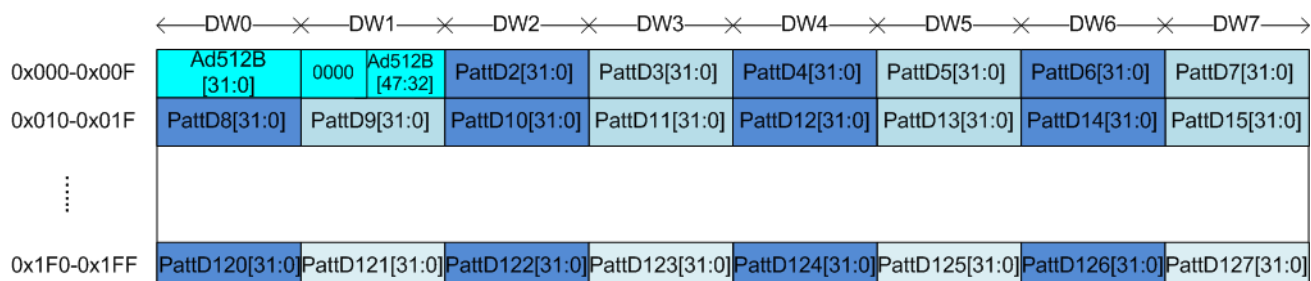 DW0 DW1 DW2 DW3 DW4 DW5 DW6 DW7
0x000-0x00F Ad512B [31:0] 0000 Ad512B [47:32] PattD2[31:0] PattD3[31:0] PattD4[31:0] PattD5[31:0] PattD6[31:0] PattD7[31:0]
0x010-0x01F PattD8[31:0] PattD9[31:0] PattD10[31:0] PattD11[31:0] PattD12[31:0] PattD13[31:0] PattD14[31:0] PattD15[31:0]
0x1F0-0x1FF PattD120[31:0] PattD121[31:0] PattD122[31:0] PattD123[31:0] PattD124[31:0] PattD125[31:0] PattD126[31:0] PattD127[31:0]